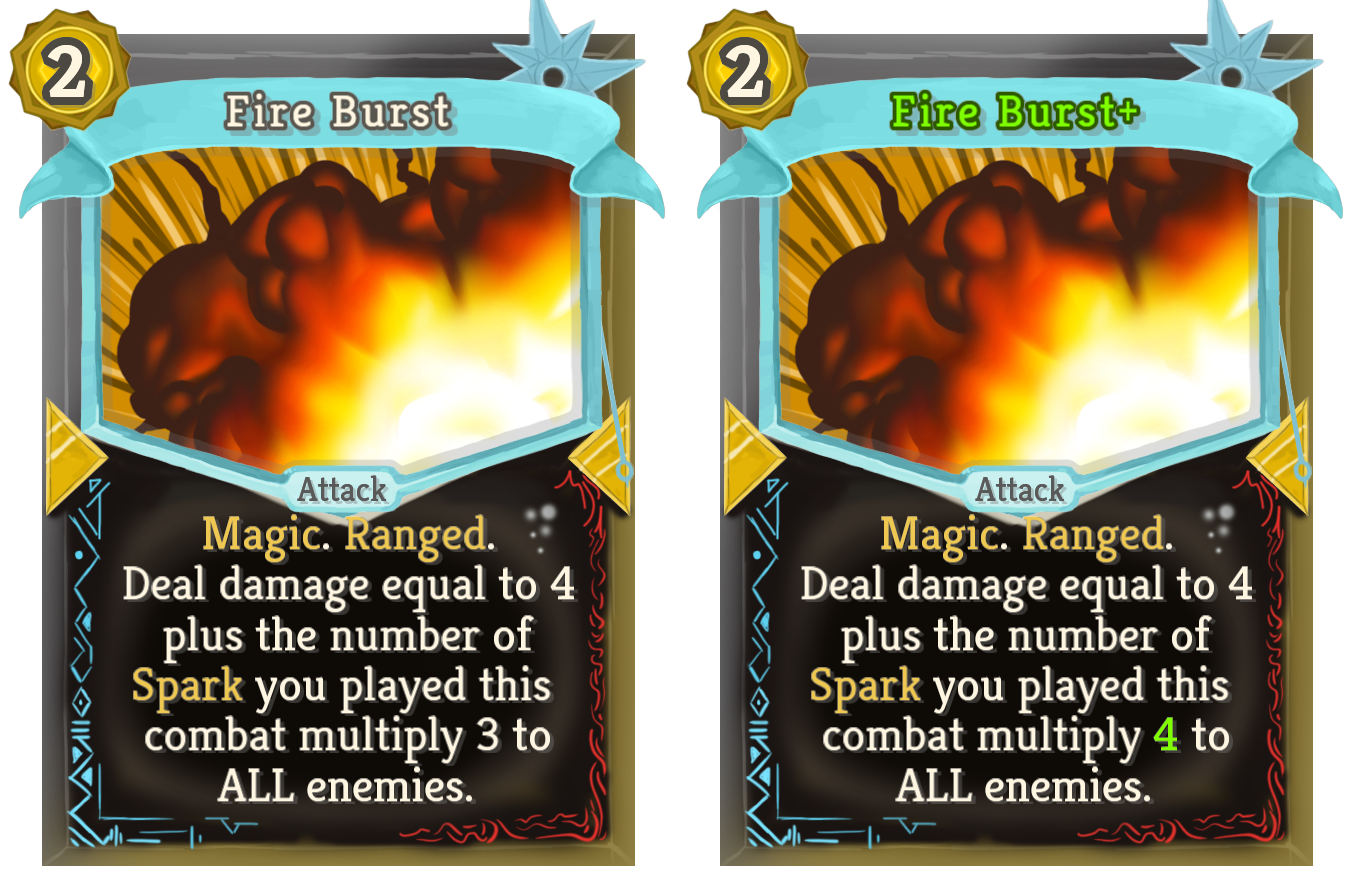 2
Fire Burst
Attack
Magic. Ranged.
Deal damage equal to 4
plus the number of
Spark you played this
combat multiply 3 to
ALL enemies.
2
Fire Burst+
Attack
Magic. Ranged.
Deal damage equal to 4
plus the number of
Spark you played this
combat multiply 4 to
ALL enemies.